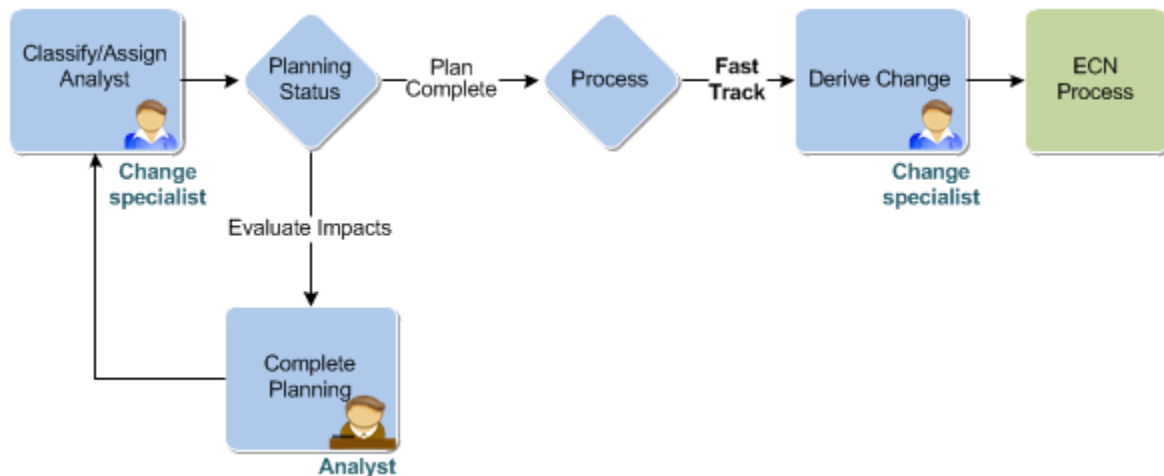 Classify/Assign
Analyst
Change
specialist
Planning
Status
Plan
Complete
Process
Fast
Track
Derive Change
Change
specialist
ECN
Process
Evaluate Impacts
Complete
Planning
Analyst